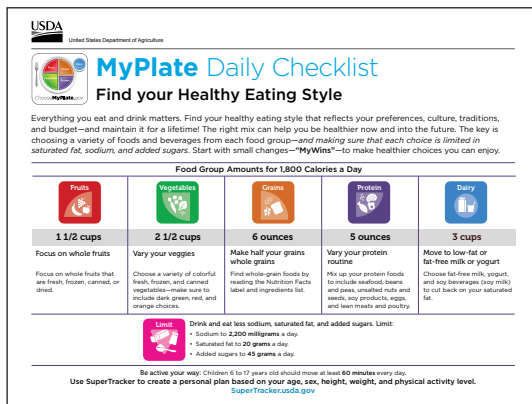 USDA
United States Department of Agriculture
MyPlate Daily Checklist
ChooseMyPlate.gov
Find your Healthy Eating Style
Everything you eat and drink matters. Find your healthy eating style that reflects your preferences, culture, traditions,
and budget—and maintain it for a lifetime! The right mix can help you be healthier now and into the future. The key is
choosing a variety of foods and beverages from each food group—and making sure that each choice is limited in
saturated fat, sodium, and added sugars. Start with small changes—"MyWins"—to make healthier choices you can enjoy.
Food Group Amounts for 1,800 Calories a Day
Fruits
1 1/2 cups
Focus on whole fruits
Focus on whole fruits that
are fresh, frozen, canned, or
dried.
Vegetables
2 1/2 cups
Vary your veggies
Choose a variety of colorful
fresh, frozen, and canned
vegetables—make sure to
include dark green, red, and
orange choices.
Grains
6 ounces
Make half your grains
whole grains
Find whole-grain foods by
reading the Nutrition Facts
label and ingredients list.
Protein
5 ounces
Vary your protein
routine
Mix up your protein foods
to include seafood, beans
and peas, unsalted nuts and
seeds, soy products, eggs,
and lean meats and poultry.
Dairy
3 cups
Move to low-fat or
fat-free milk or yogurt
Choose fat-free milk, yogurt,
and soy beverages (soy milk)
to cut back on your saturated
fat.
Limit
Drink and eat less sodium, saturated fat, and added sugars. Limit:
• Sodium to 2,200 milligrams a day.
• Saturated fat to 20 grams a day.
• Added sugars to 45 grams a day.
Be active your way: Children 6 to 17 years old should move at least 60 minutes every day.
Use SuperTracker to create a personal plan based on your age, sex, height, weight, and physical activity level.
SuperTracker.usda.gov